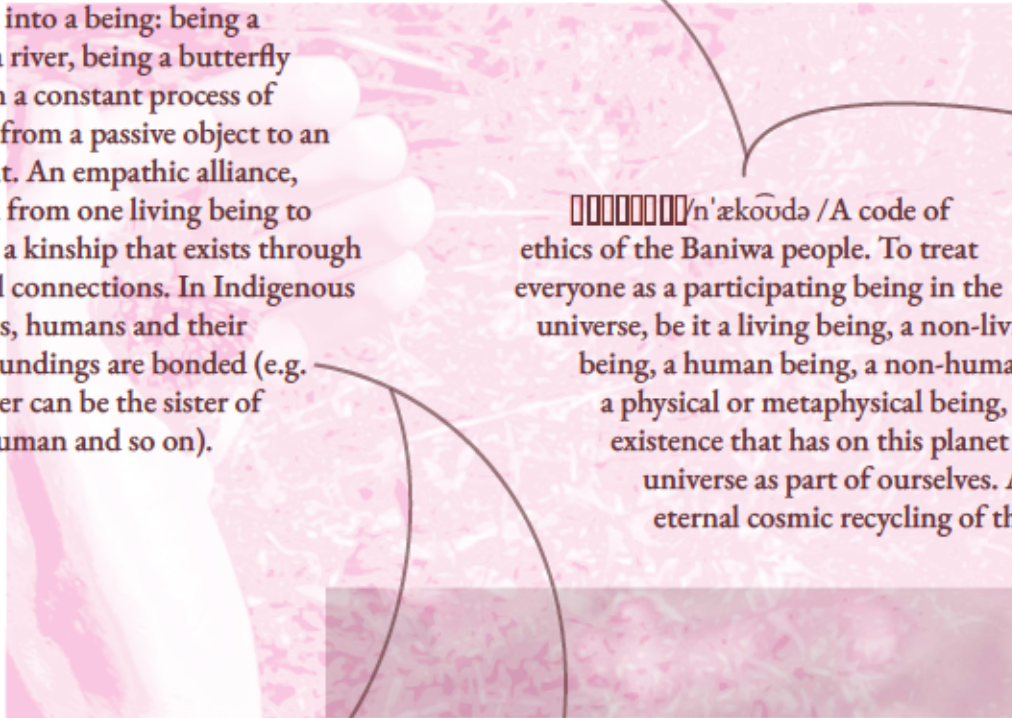 into a being: being a
river, being a butterfly
a constant process of
from a passive object to an
t. An empathic alliance,
from one living being to
a kinship that exists through
connections. In Indigenous
s, humans and their
undings are bonded (e.g.
er can be the sister of
uman and so on).
/n'ækoʊ͡də /A code of
ethics of the Baniwa people. To treat
everyone as a participating being in the
universe, be it a living being, a non-liv
being, a human being, a non-huma
a physical or metaphysical being,
existence that has on this planet
universe as part of ourselves.
eternal cosmic recycling of th